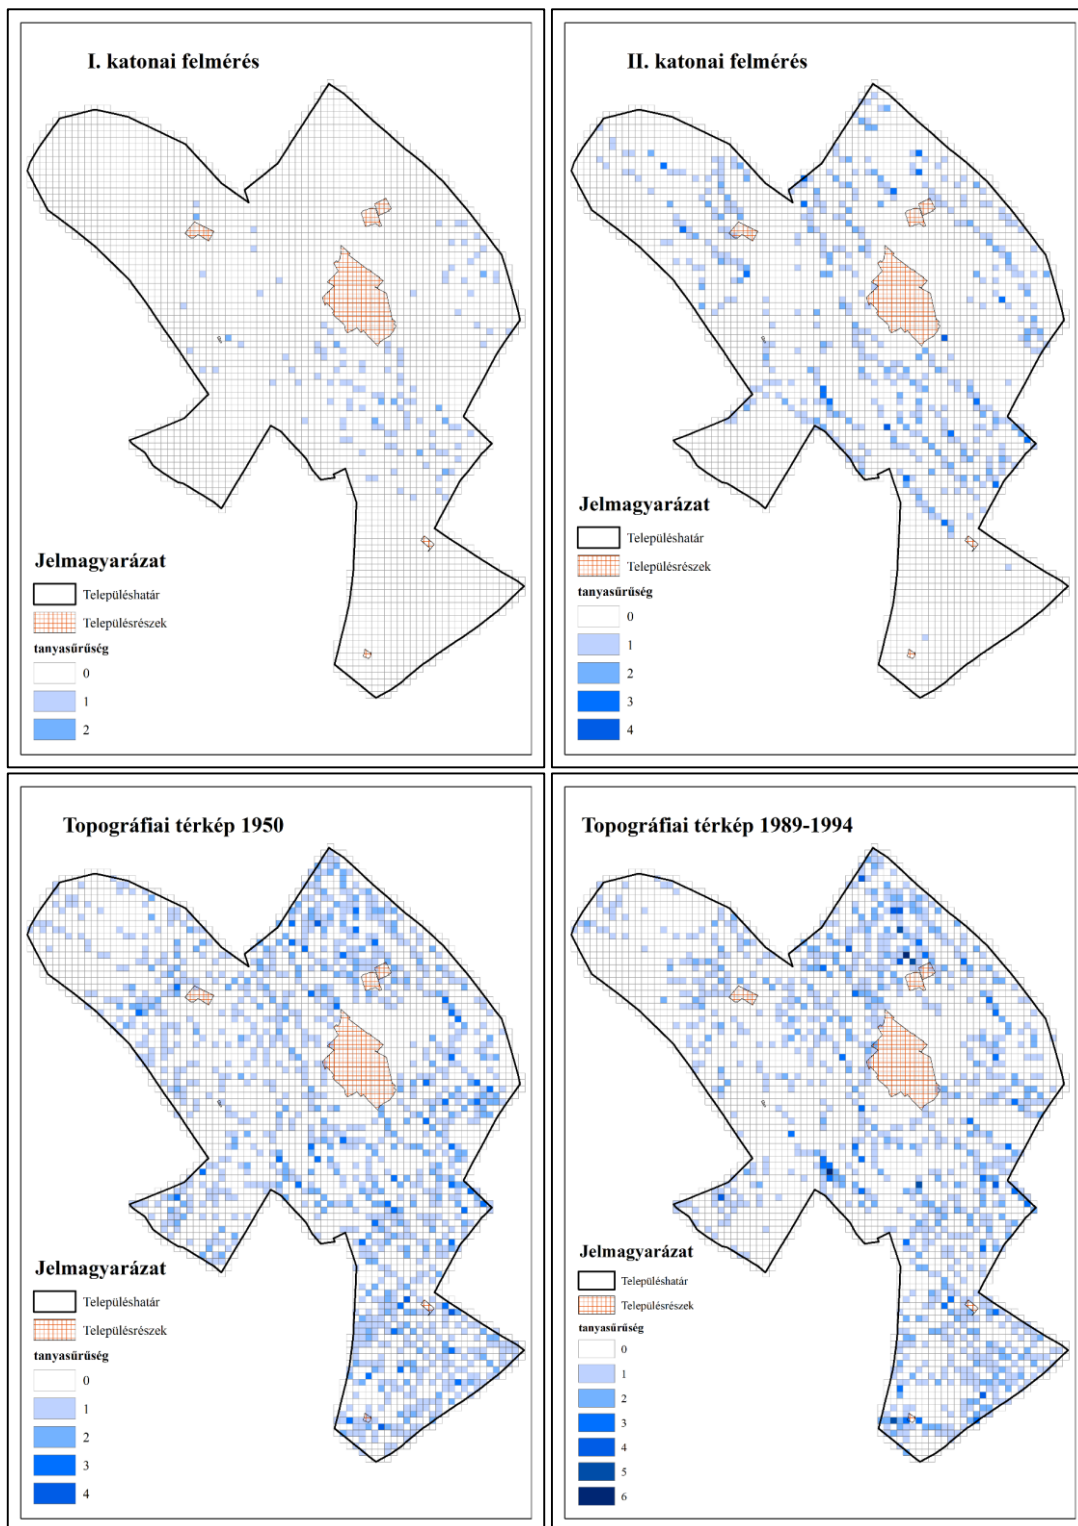 I. katonai felmérés
Jelmagyarázat
Településhatár
Településrészek
tanyasűrűség
0
1
2
II. katonai felmérés
Jelmagyarázat
Településhatár
Településrészek
tanyasűrűség
0
1
2
3
4
Topográfiai térkép 1950
Jelmagyarázat
Településhatár
Településrészek
tanyasűrűség
0
1
2
3
4
Topográfiai térkép 1989-1994
Jelmagyarázat
Településhatár
Településrészek
tanyasűrűség
0
1
2
3
4
5
6